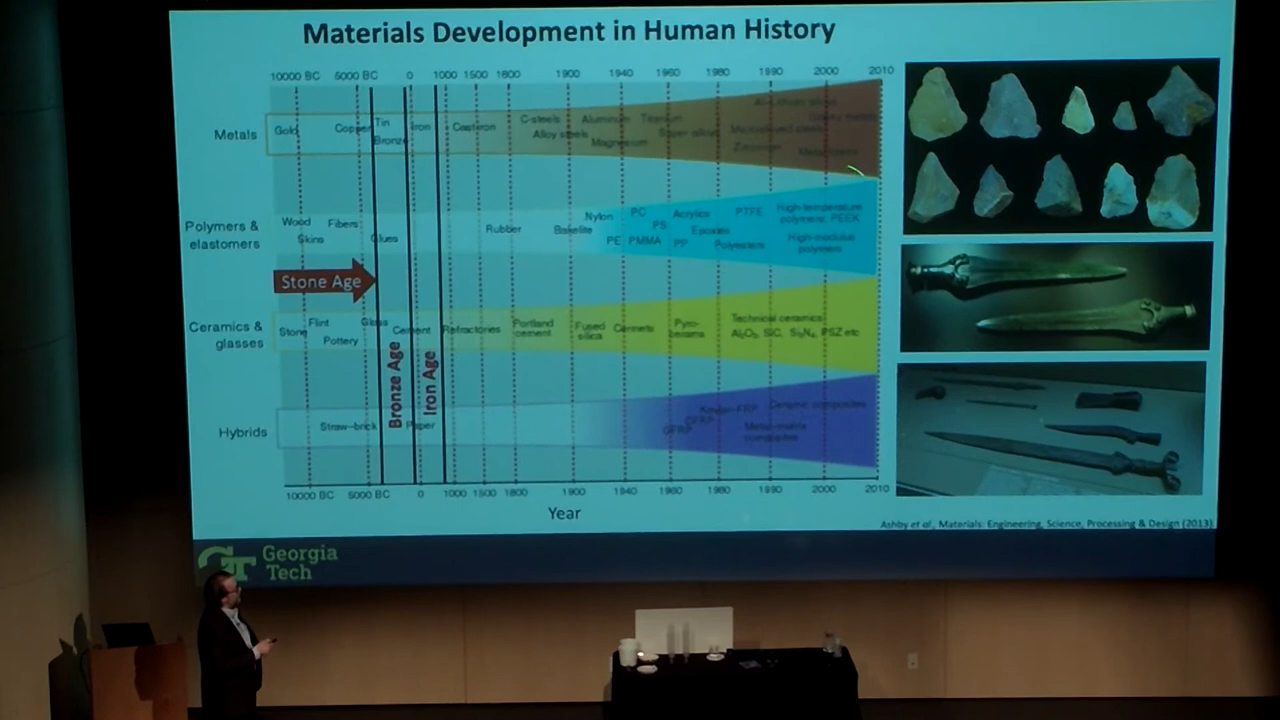 Materials Development in Human History
10000 BC 5000 BC 0 1000 1500 1800 1900 1940 1960 1980 1990 2000 2010
Metals
Gold
Copper
Tin
Bronze
Iron
Cast iron
C-steels
Alloy steels
Aluminum
Magnesium
Titanium
Super-alloys
Zirconium
Polymers &
elastomers
Wood
Skins
Fibers
Glues
Rubber
Bakelite
Nylon
PE
PC
PMMA
PS
PP
Acrylics
Epoxies
Polyesters
PTFE
High-temperature
polymers: PEEK
High-modulus
polymers
Stone Age
Ceramics &
glasses
Stone
Flint
Pottery
Glass
Cement
Refractories
Portland
cement
Fused
silica
Cermets
Pyro-
cerams
Technical ceramics:
Al₂O₃, SiC, Si₃N₄, PSZ etc
Bronze Age
Iron Age
Hybrids
Straw-brick
Paper
GFRP
CFRP
Kevlar-FRP
Metal-matrix
composites
Ceramic composites
10000 BC 5000 BC 0 1000 1500 1800 1900 1940 1960 1980 1990 2000 2010
Year
Ashby et al., Materials: Engineering, Science, Processing & Design (2013)
GT Georgia
Tech